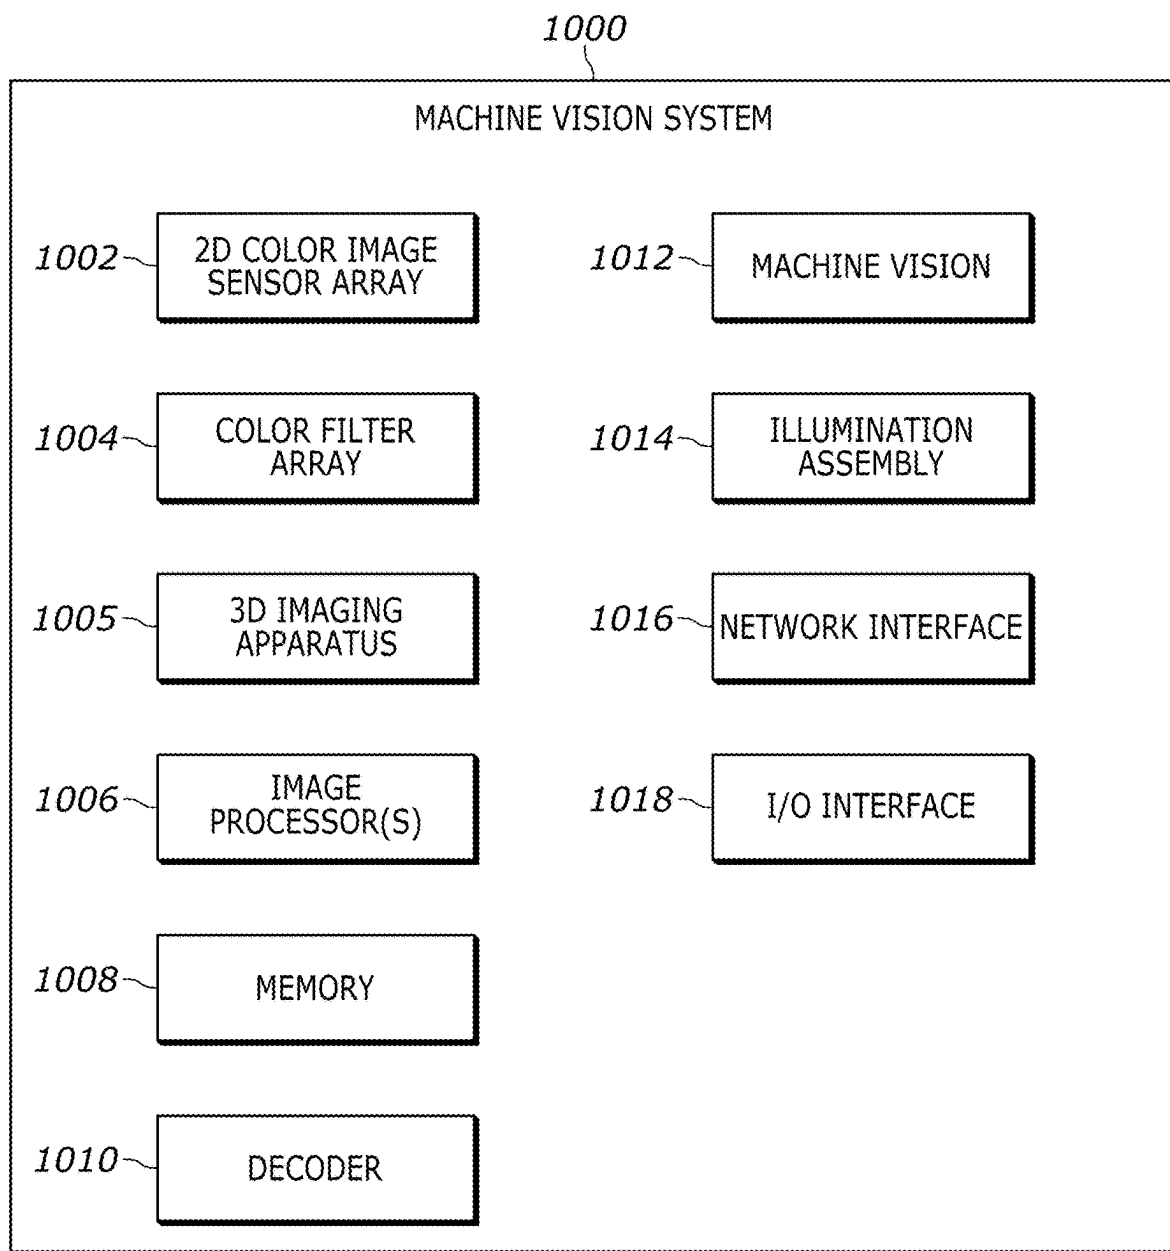 1000
MACHINE VISION SYSTEM
1002
2D COLOR IMAGE
SENSOR ARRAY
1004
COLOR FILTER
ARRAY
1005
3D IMAGING
APPARATUS
1006
IMAGE
PROCESSOR(S)
1008
MEMORY
1010
DECODER
1012
MACHINE VISION
1014
ILLUMINATION
ASSEMBLY
1016
NETWORK INTERFACE
1018
I/O INTERFACE